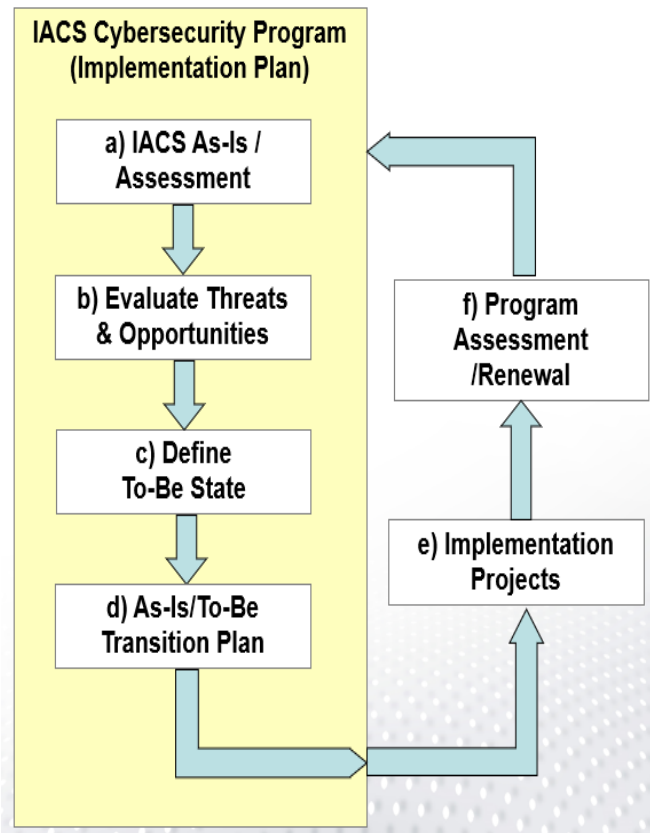 IACS Cybersecurity Program
(Implementation Plan)
a) IACS As-Is /
Assessment
b) Evaluate Threats
& Opportunities
c) Define
To-Be State
d) As-Is/To-Be
Transition Plan
e) Implementation
Projects
f) Program
Assessment
/Renewal